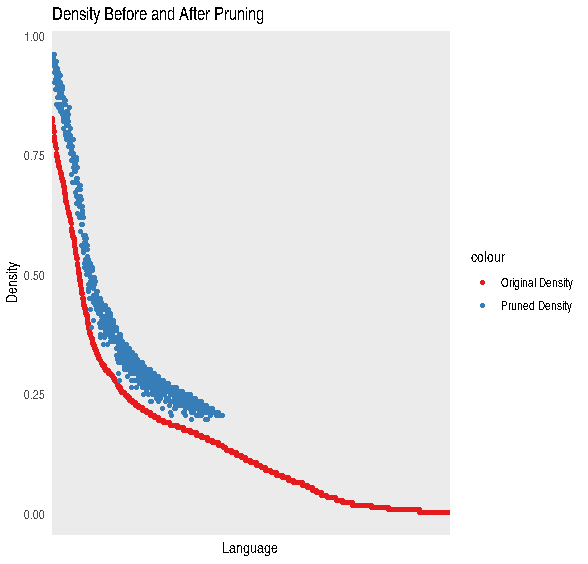 Density Before and After Pruning
1.00
0.75
0.50
0.25
0.00
Density
Language
colour
Original Density
Pruned Density